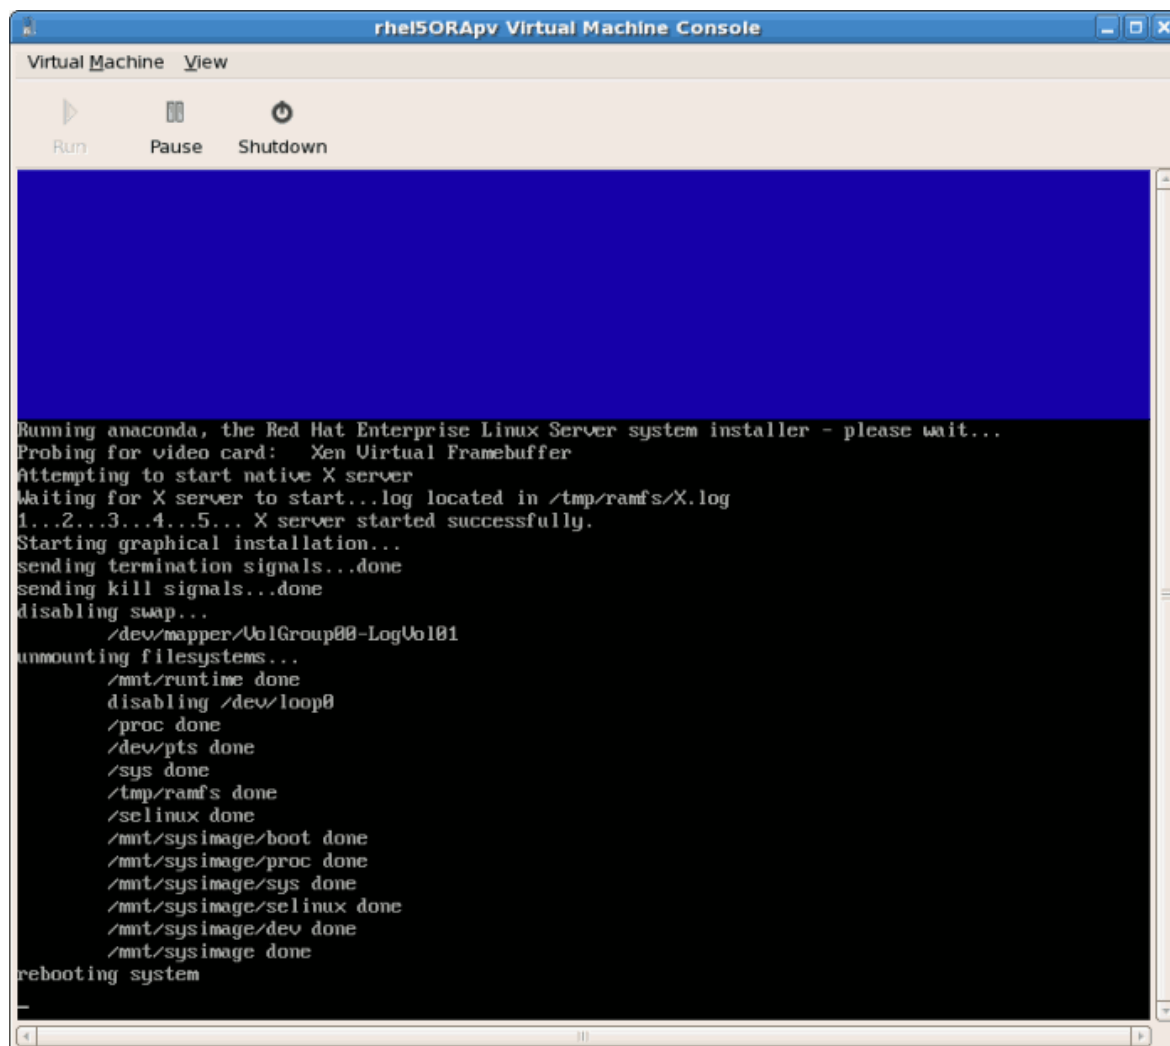 rhel5ORApv Virtual Machine Console
Virtual Machine View
Run Pause Shutdown
Running anaconda, the Red Hat Enterprise Linux Server system installer - please wait...
Probing for video card:   Xen Virtual Framebuffer
Attempting to start native X server
Waiting for X server to start...log located in /tmp/ramfs/X.log
1...2...3...4...5... X server started successfully.
Starting graphical installation...
sending termination signals...done
sending kill signals...done
disabling swap...
        /dev/mapper/VolGroup00-LogVol01
unmounting filesystems...
        /mnt/runtime done
        disabling /dev/loop0
        /proc done
        /dev/pts done
        /sys done
        /tmp/ramfs done
        /selinux done
        /mnt/sysimage/boot done
        /mnt/sysimage/proc done
        /mnt/sysimage/sys done
        /mnt/sysimage/selinux done
        /mnt/sysimage/dev done
        /mnt/sysimage done
rebooting system